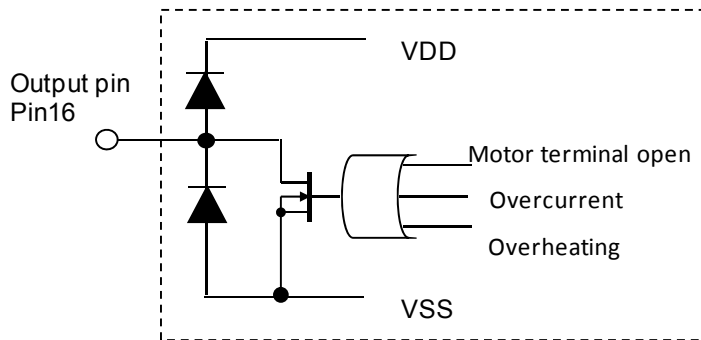 VDD
Output pin
Pin16
Motor terminal open
Overcurrent
Overheating
VSS